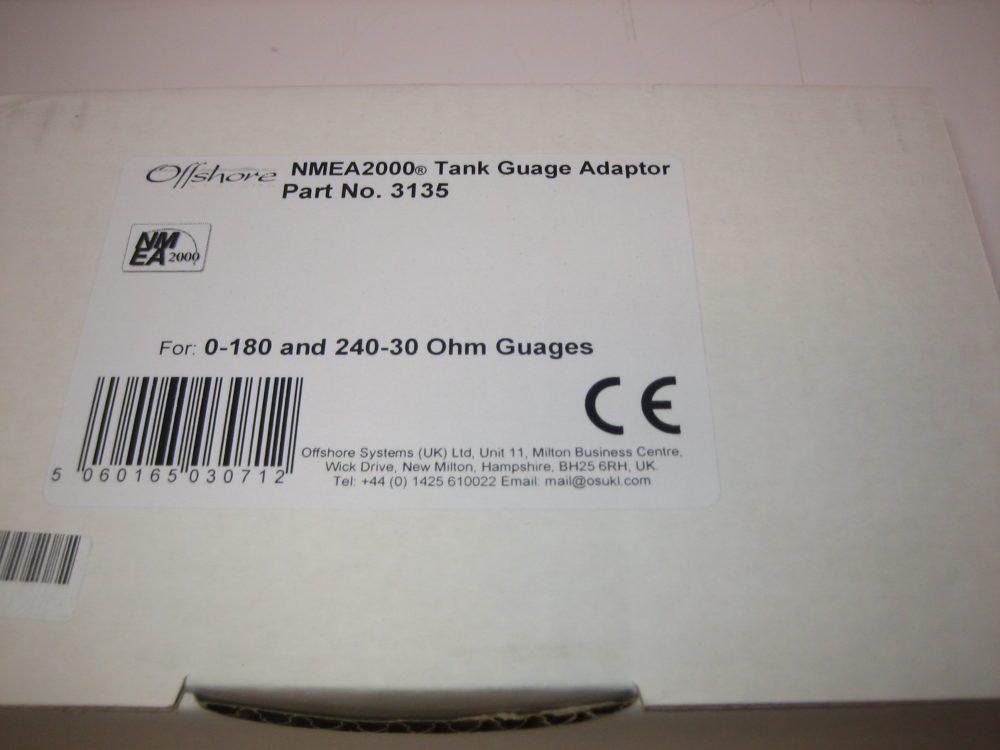 Offshore NMEA2000® Tank Guage Adaptor
Part No. 3135
NM
EA 2000
For: 0-180 and 240-30 Ohm Guages
5 060165 030712
CE
Offshore Systems (UK) Ltd, Unit 11, Milton Business Centre,
Wick Drive, New Milton, Hampshire, BH25 6RH, UK.
Tel: +44 (0) 1425 610022 Email: mail@osukl.com